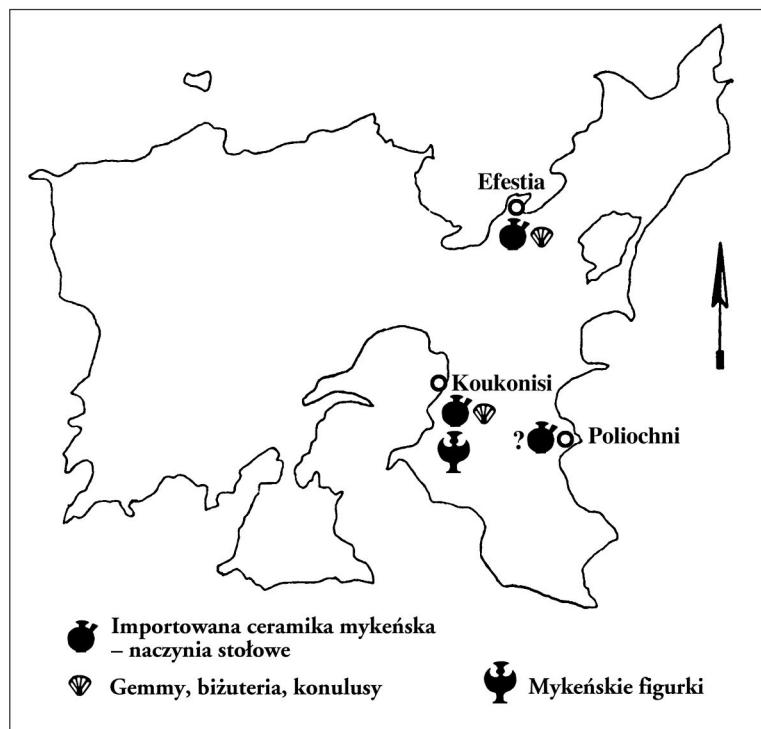 Efestia
Koukonisi
? Poliochni
Importowana ceramika mykeńska
– naczynia stołowe
Gemmy, biżuteria, konulusy
Mykeńskie figurki